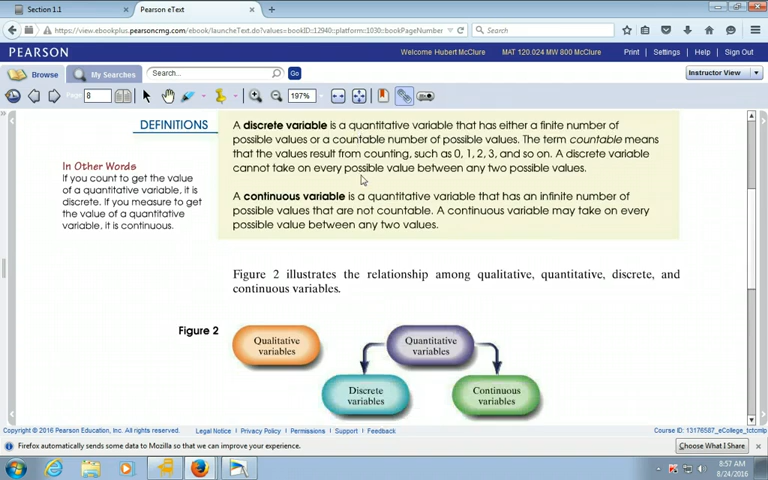 Section 1.1
Pearson eText
https://view.ebookplus.pearsoncmg.com/ebook/launcheText.do?values=bookID::12940::platform::1030::bookPageNumber
Search
PEARSON
Welcome Hubert McClure
MAT 120.024 MW 800 McClure
Print
Settings
Help
Sign Out
Browse
My Searches
Search...
Go
Instructor View
Page
8
197%
DEFINITIONS
A discrete variable is a quantitative variable that has either a finite number of
possible values or a countable number of possible values. The term countable means
that the values result from counting, such as 0, 1, 2, 3, and so on. A discrete variable
cannot take on every possible value between any two possible values.
In Other Words
If you count to get the value
of a quantitative variable, it is
discrete. If you measure to get
the value of a quantitative
variable, it is continuous.
A continuous variable is a quantitative variable that has an infinite number of
possible values that are not countable. A continuous variable may take on every
possible value between any two values.
Figure 2 illustrates the relationship among qualitative, quantitative, discrete, and
continuous variables.
Figure 2
Qualitative
variables
Quantitative
variables
Discrete
variables
Continuous
variables
Copyright © 2016 Pearson Education, Inc. All rights reserved.
Legal Notice | Privacy Policy | Permissions | Support | Feedback
Firefox automatically sends some data to Mozilla so that we can improve your experience.
Choose What I Share
8:57 AM
8/24/2016